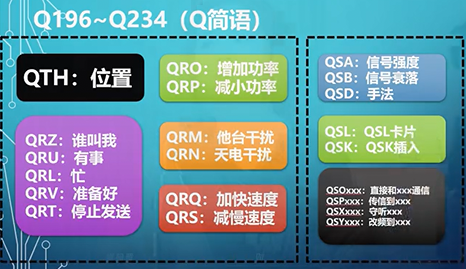 Q196~Q234（Q简语）
QTH：位置
QRZ：谁叫我
QRU：有事
QRL：忙
QRV：准备好
QRT：停止发送
QRO：增加功率
QRP：减小功率
QRM：他台干扰
QRN：天电干扰
QRQ：加快速度
QRS：减慢速度
QSA：信号强度
QSB：信号衰落
QSD：手法
QSL：QSL卡片
QSK：QSK插入
QSOxxx：直接和xxx通信
QSPxxx：传信到xxx
QSXxxx：守听xxx
QSYxxx：改频到xxx